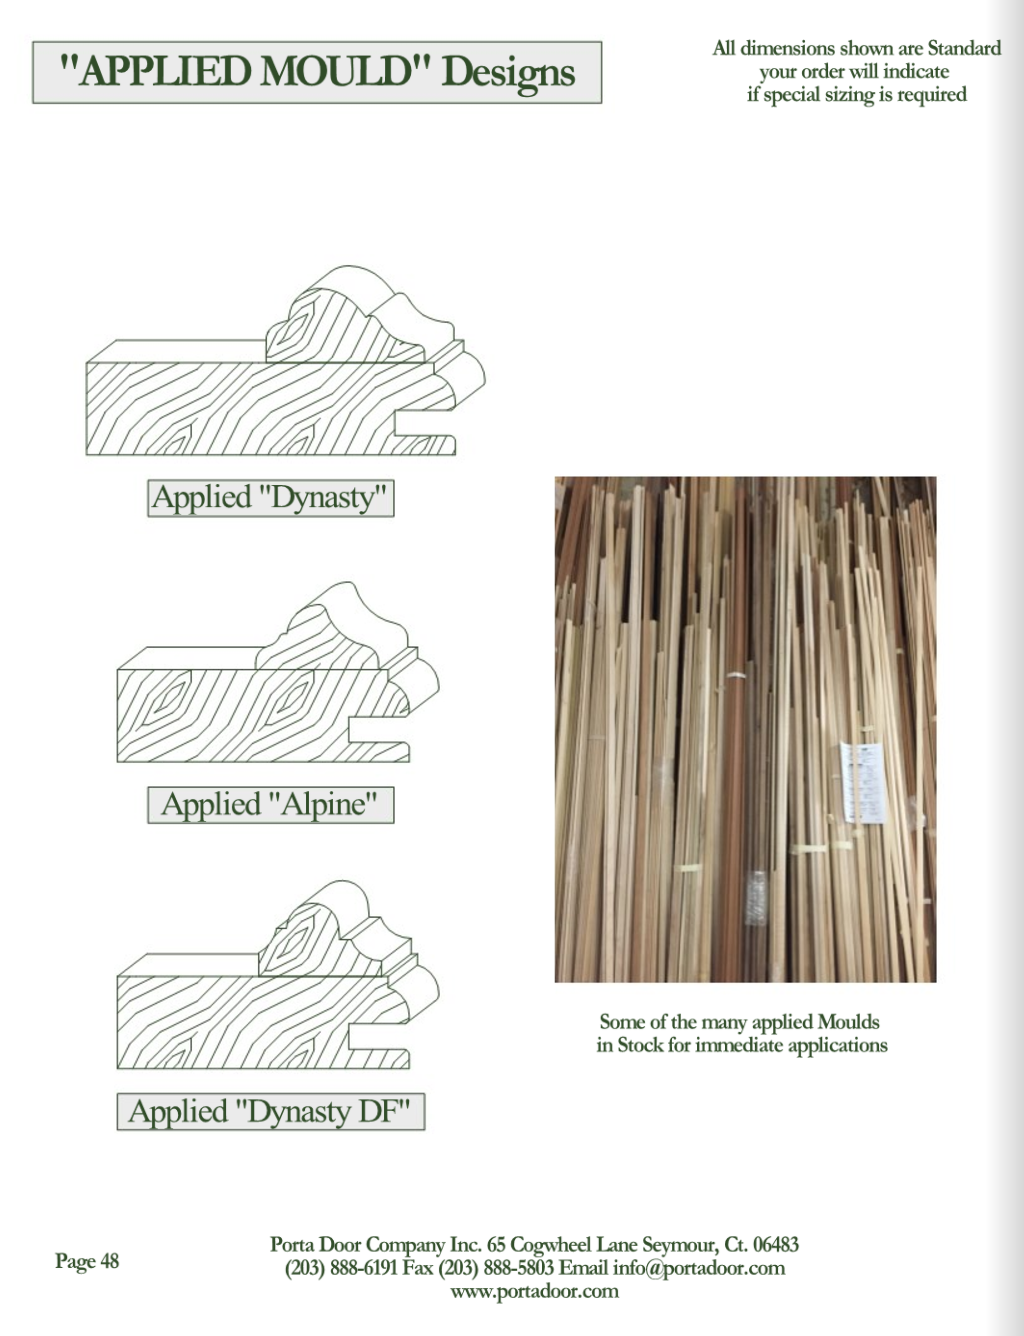 "APPLIED MOULD" Designs
All dimensions shown are Standard
your order will indicate
if special sizing is required
Applied "Dynasty"
Applied "Alpine"
Applied "Dynasty DF"
Some of the many applied Moulds
in Stock for immediate applications
Page 48
Porta Door Company Inc. 65 Cogwheel Lane Seymour, Ct. 06483
(203) 888-6191 Fax (203) 888-5803 Email info@portadoor.com
www.portadoor.com